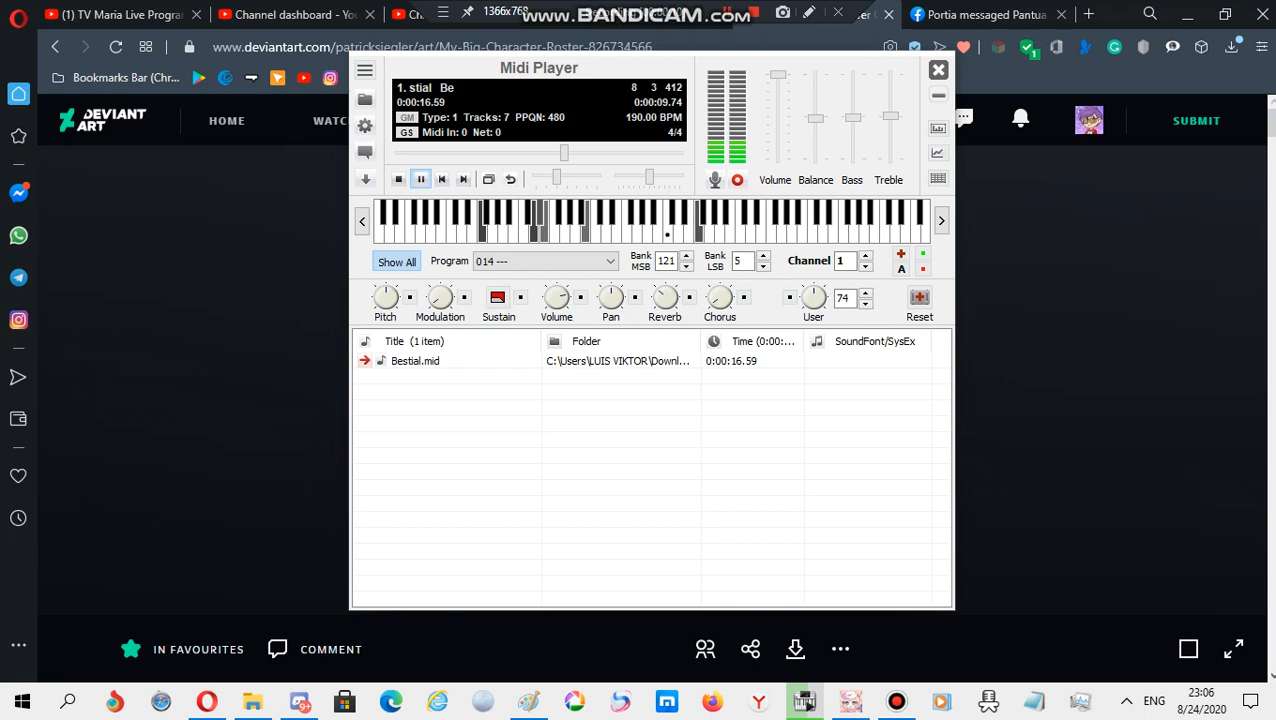 (1) TV Maria Live Progra
Channel dashboard - Yo
1366x768
www.BANDICAM.com
Portia messaged Pantua
www.deviantart.com/patricksiegler/art/My-Big-Character-Roster-826734566
Bookmarks Bar (Chr...
DEVIANT ART
HOME
WATC
SUBMIT
Midi Player
1. stial Be
8 3 412
0:00:16.59
0:00:09.74
GM Type: 1 Tracks: 7 PPQN: 480
190.00 BPM
GS Midi In: 0 Net: 0
4/4
Volume Balance Bass Treble
Show All
Program
014 ---
Bank MSB
121
Bank LSB
5
Channel
1
A
74
Pitch Modulation Sustain Volume Pan Reverb Chorus User Reset
Title (1 item)
Folder
Time (0:00:...
SoundFont/SysEx
Bestial.mid
C:\Users\LUIS VIKTOR\Downl...
0:00:16.59
IN FAVOURITES
COMMENT
9+
ENG
23:06
8/24/2020